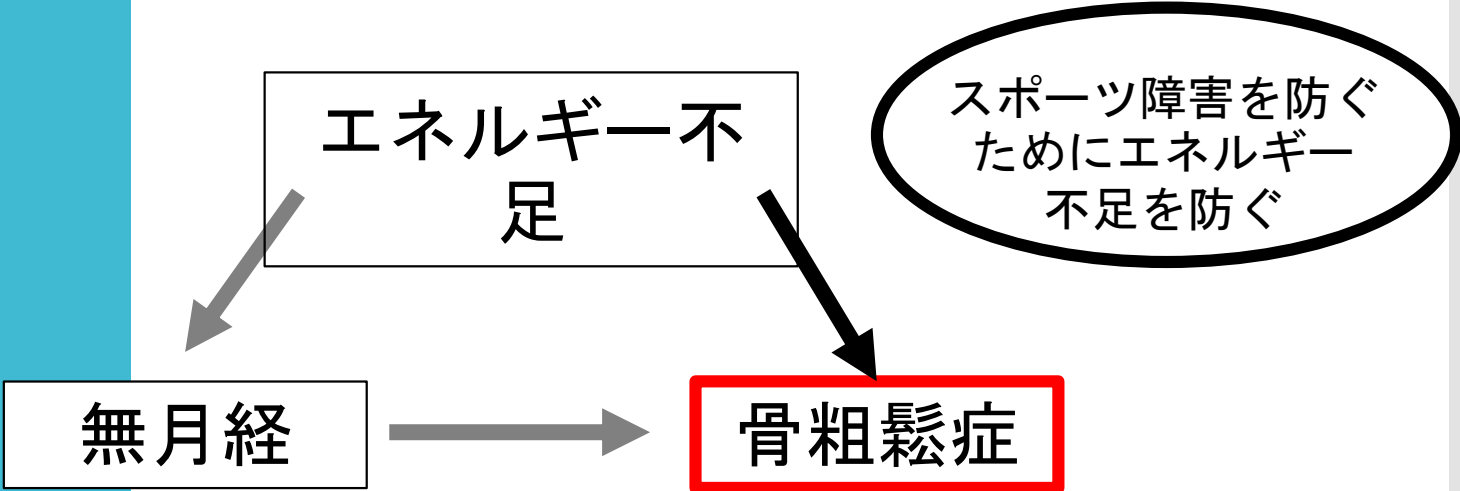 エネルギー不
足
スポーツ障害を防ぐ
ためにエネルギー
不足を防ぐ
無月経
骨粗鬆症